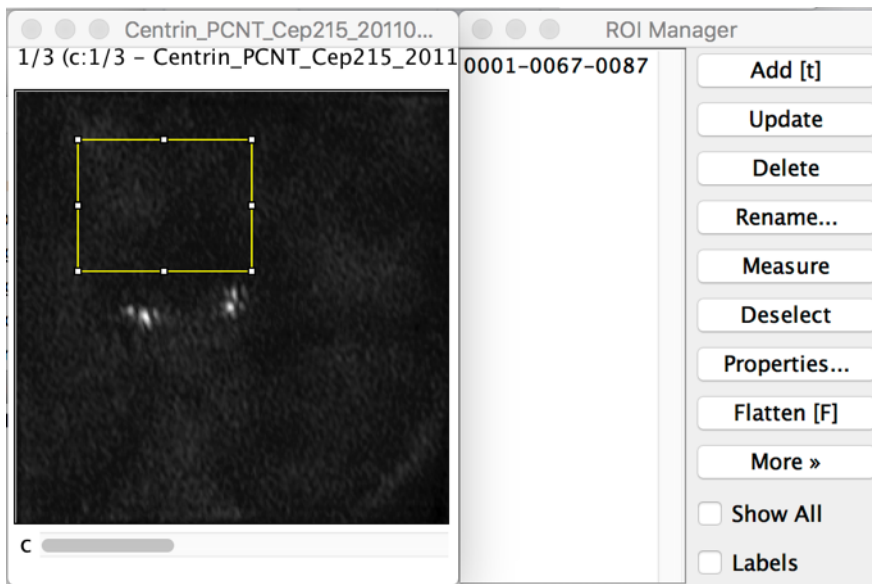 Centrin_PCNT_Cep215_20110...
1/3 (c:1/3 - Centrin_PCNT_Cep215_2011
c
ROI Manager
0001-0067-0087
Add [t]
Update
Delete
Rename...
Measure
Deselect
Properties...
Flatten [F]
More »
Show All
Labels